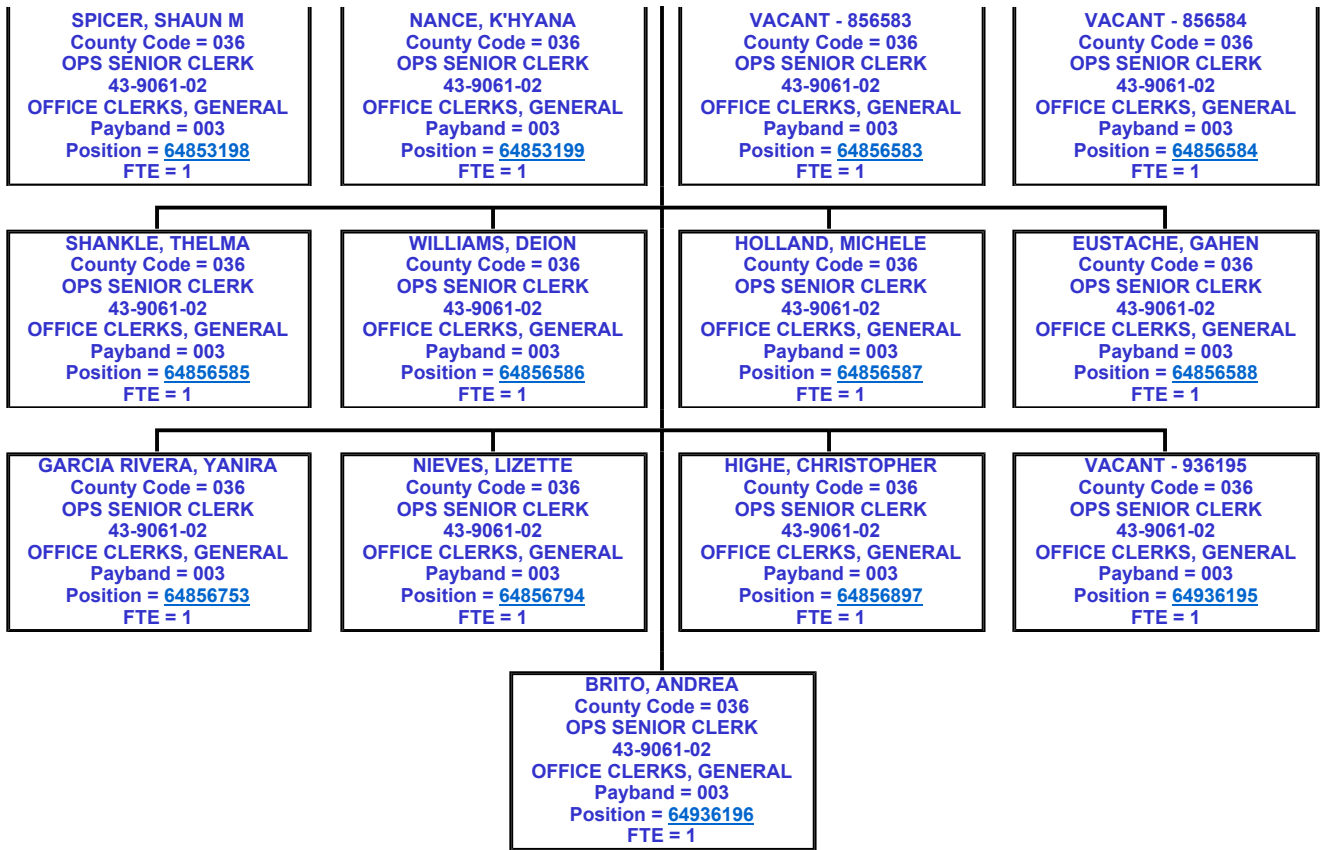 SPICER, SHAUN M
County Code = 036
OPS SENIOR CLERK
43-9061-02
OFFICE CLERKS, GENERAL
Payband = 003
Position = 64853198
FTE = 1
NANCE, K'HYANA
County Code = 036
OPS SENIOR CLERK
43-9061-02
OFFICE CLERKS, GENERAL
Payband = 003
Position = 64853199
FTE = 1
VACANT - 856583
County Code = 036
OPS SENIOR CLERK
43-9061-02
OFFICE CLERKS, GENERAL
Payband = 003
Position = 64856583
FTE = 1
VACANT - 856584
County Code = 036
OPS SENIOR CLERK
43-9061-02
OFFICE CLERKS, GENERAL
Payband = 003
Position = 64856584
FTE = 1
SHANKLE, THELMA
County Code = 036
OPS SENIOR CLERK
43-9061-02
OFFICE CLERKS, GENERAL
Payband = 003
Position = 64856585
FTE = 1
WILLIAMS, DEION
County Code = 036
OPS SENIOR CLERK
43-9061-02
OFFICE CLERKS, GENERAL
Payband = 003
Position = 64856586
FTE = 1
HOLLAND, MICHELE
County Code = 036
OPS SENIOR CLERK
43-9061-02
OFFICE CLERKS, GENERAL
Payband = 003
Position = 64856587
FTE = 1
EUSTACHE, GAHEN
County Code = 036
OPS SENIOR CLERK
43-9061-02
OFFICE CLERKS, GENERAL
Payband = 003
Position = 64856588
FTE = 1
GARCIA RIVERA, YANIRA
County Code = 036
OPS SENIOR CLERK
43-9061-02
OFFICE CLERKS, GENERAL
Payband = 003
Position = 64856753
FTE = 1
NIEVES, LIZETTE
County Code = 036
OPS SENIOR CLERK
43-9061-02
OFFICE CLERKS, GENERAL
Payband = 003
Position = 64856794
FTE = 1
HIGHE, CHRISTOPHER
County Code = 036
OPS SENIOR CLERK
43-9061-02
OFFICE CLERKS, GENERAL
Payband = 003
Position = 64856897
FTE = 1
VACANT - 936195
County Code = 036
OPS SENIOR CLERK
43-9061-02
OFFICE CLERKS, GENERAL
Payband = 003
Position = 64936195
FTE = 1
BRITO, ANDREA
County Code = 036
OPS SENIOR CLERK
43-9061-02
OFFICE CLERKS, GENERAL
Payband = 003
Position = 64936196
FTE = 1